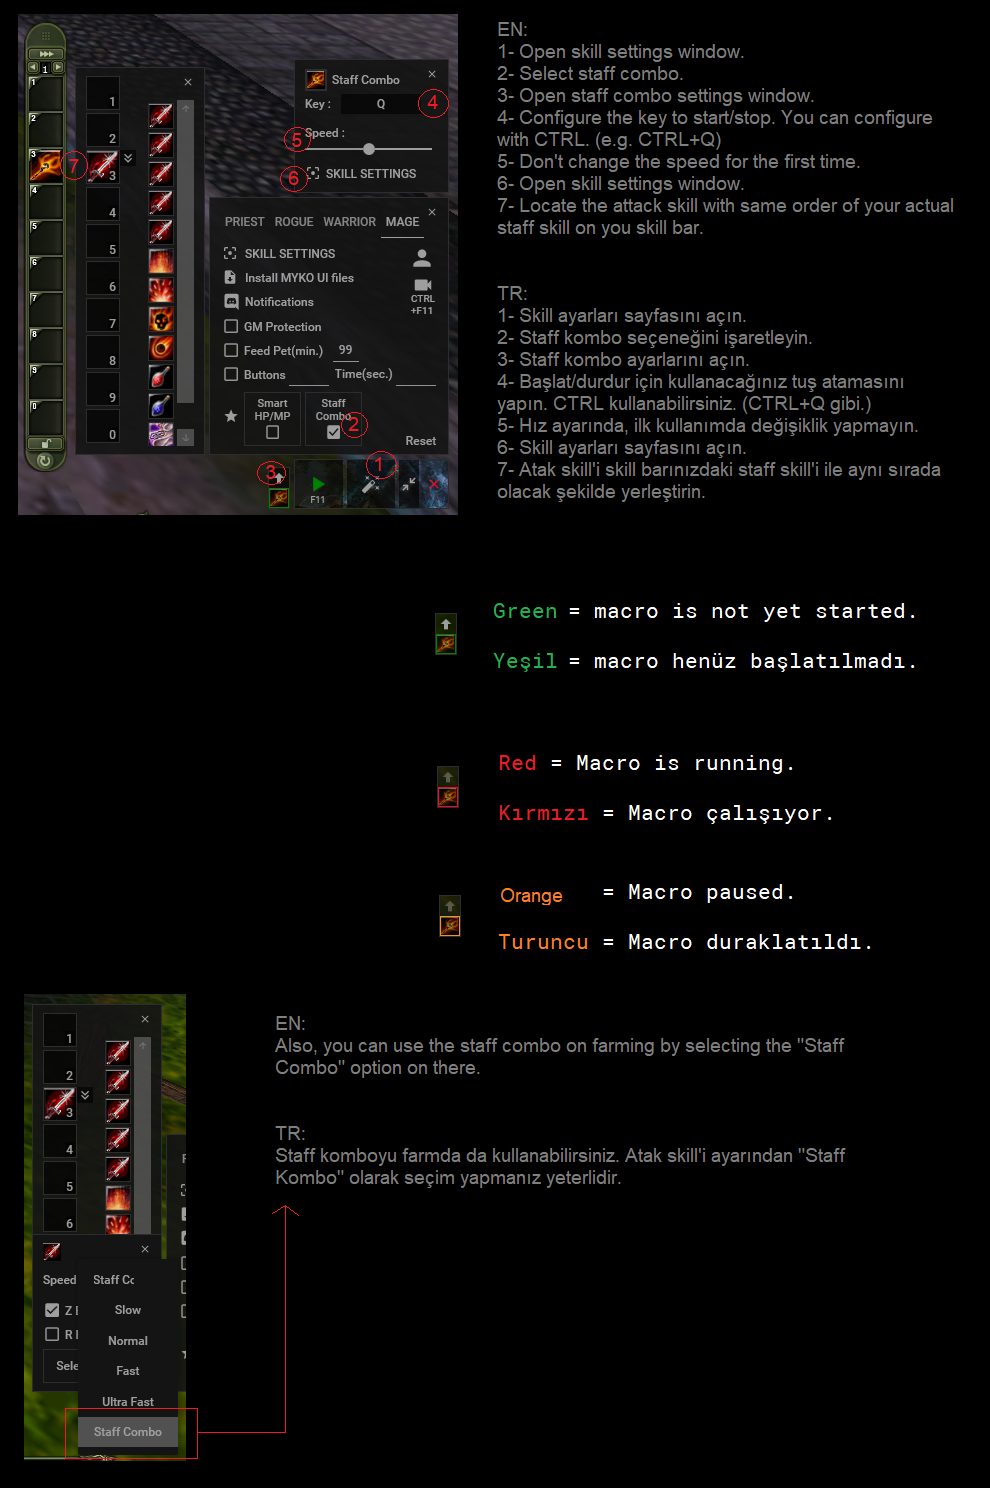 EN:
1- Open skill settings window.
2- Select staff combo.
3- Open staff combo settings window.
4- Configure the key to start/stop. You can configure
with CTRL. (e.g. CTRL+Q)
5- Don't change the speed for the first time.
6- Open skill settings window.
7- Locate the attack skill with same order of your actual
staff skill on you skill bar.
TR:
1- Skill ayarları sayfasını açın.
2- Staff kombo seçeneğini işaretleyin.
3- Staff kombo ayarlarını açın.
4- Başlat/durdur için kullanacağınız tuş atamasını
yapın. CTRL kullanabilirsiniz. (CTRL+Q gibi.)
5- Hız ayarında, ilk kullanımda değişiklik yapmayın.
6- Skill ayarları sayfasını açın.
7- Atak skill'i skill barınızdaki staff skill'i ile aynı sırada
olacak şekilde yerleştirin.
1
1
2
3
4
5
6
7
8
9
0
7
1
2
3
4
5
6
7
8
9
0
Staff Combo
Key :
Q
4
Speed :
5
6
SKILL SETTINGS
PRIEST ROGUE WARRIOR MAGE
SKILL SETTINGS
Install MYKO UI files
Notifications
CTRL
+F11
GM Protection
Feed Pet(min.) 99
Buttons Time(sec.)
Smart
HP/MP
Staff
Combo
2
Reset
3
1
F11
Green = macro is not yet started.
Yeşil = macro henüz başlatılmadı.
Red = Macro is running.
Kırmızı = Macro çalışıyor.
Orange = Macro paused.
Turuncu = Macro duraklatıldı.
EN:
Also, you can use the staff combo on farming by selecting the "Staff
Combo" option on there.
TR:
Staff komboyu farmda da kullanabilirsiniz. Atak skill'i ayarından "Staff
Kombo" olarak seçim yapmanız yeterlidir.
1
2
3
4
5
6
Speed Staff Co
Slow
Z
R
Normal
Sele
Fast
Ultra Fast
Staff Combo